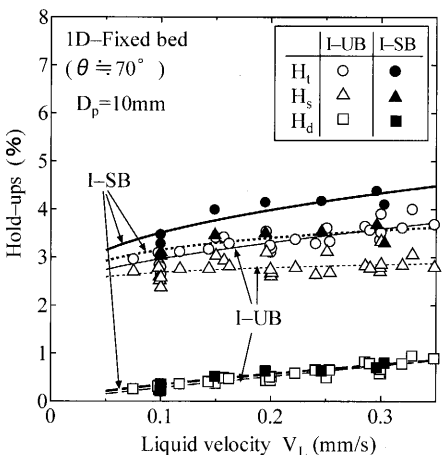 8
7
6
5
4
3
2
1
0
Hold-ups (%)
1D-Fixed bed
(θ≒70°)
Dp=10mm
I-UB I-SB
Ht
Hs
Hd
I-SB
I-UB
0 0.1 0.2 0.3
Liquid velocity VL (mm/s)